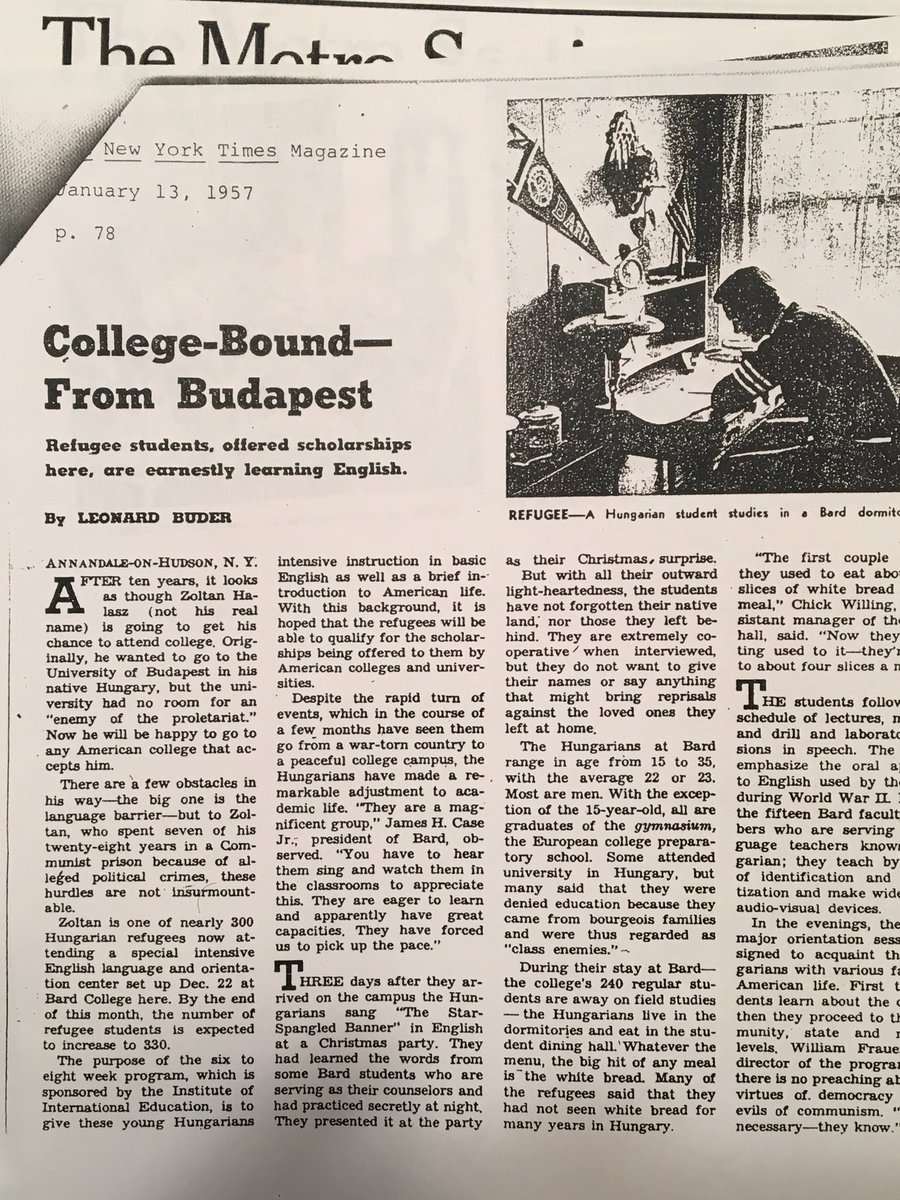 The Metro
New York Times Magazine
January 13, 1957
p. 78
College-Bound—
From Budapest
Refugee students, offered scholarships
here, are earnestly learning English.
By LEONARD BUDER
BARD
REFUGEE—A Hungarian student studies in a Bard
ANNANDALE-ON-HUDSON, N. Y.
AFTER ten years, it looks
as though Zoltan Ha-
lasz (not his real
name) is going to get his
chance to attend college. Orig-
inally, he wanted to go to the
University of Budapest in his
native Hungary, but the uni-
versity had no room for an
"enemy of the proletariat."
Now he will be happy to go to
any American college that ac-
cepts him.
There are a few obstacles in
his way—the big one is the
language barrier—but to Zol-
tan, who spent seven of his
twenty-eight years in a Com-
munist prison because of al-
leged political crimes, these
hurdles are not insurmount-
able.
Zoltan is one of nearly 300
Hungarian refugees now at-
tending a special intensive
English language and orienta-
tion center set up Dec. 22 at
Bard College here. By the end
of this month, the number of
refugee students is expected
to increase to 330.
The purpose of the six to
eight week program, which is
sponsored by the Institute of
International Education, is to
give these young Hungarians
intensive instruction in basic
English as well as a brief in-
troduction to American life.
With this background, it is
hoped that the refugees will be
able to qualify for the scholar-
ships being offered to them by
American colleges and univer-
sities.
Despite the rapid turn of
events, which in the course of
a few months have seen them
go from a war-torn country to
a peaceful college campus, the
Hungarians have made a re-
markable adjustment to aca-
demic life. "They are a mag-
nificent group," James H. Case
Jr., president of Bard, ob-
served. "You have to hear
them sing and watch them in
the classrooms to appreciate
this. They are eager to learn
and apparently have great
capacities. They have forced
us to pick up the pace."
THREE days after they ar-
rived on the campus the Hun-
garians sang "The Star-
Spangled Banner" in English
at a Christmas party. They
had learned the words from
some Bard students who are
serving as their counselors and
had practiced secretly at night.
They presented it at the party
as their Christmas surprise.
But with all their outward
light-heartedness, the students
have not forgotten their native
land, nor those they left be-
hind. They are extremely co-
operative when interviewed,
but they do not want to give
their names or say anything
that might bring reprisals
against the loved ones they
left at home.
The Hungarians at Bard
range in age from 15 to 35,
with the average 22 or 23.
Most are men. With the excep-
tion of the 15-year-old, all are
graduates of the gymnasium,
the European college prepara-
tory school. Some attended
university in Hungary, but
many said that they were
denied education because they
came from bourgeois families
and were thus regarded as
"class enemies."
During their stay at Bard—
the college's 240 regular stu-
dents are away on field studies
—the Hungarians live in the
dormitories and eat in the stu-
dent dining hall. Whatever the
menu, the big hit of any meal
is the white bread. Many of
the refugees said that they
had not seen white bread for
many years in Hungary.
"The first couple
they used to eat
slices of white bread
meal," Chick Willing,
sistant manager of
hall, said. "Now they
ting used to it—
to about four slices a
THE students
schedule of lectures,
and drill and
sions in speech. The
emphasize the oral
to English used by
during World War II.
the fifteen Bard
bers who are serving
guage teachers
garian; they teach by
of identification and
tization and make
audio-visual devices.
In the evenings,
major orientation
signed to acquaint
garians with various
American life. First
dents learn about the
then they proceed to
munity, state and
levels. William
director of the
there is no preaching
virtues of democracy
evils of communism. "
necessary—they know."